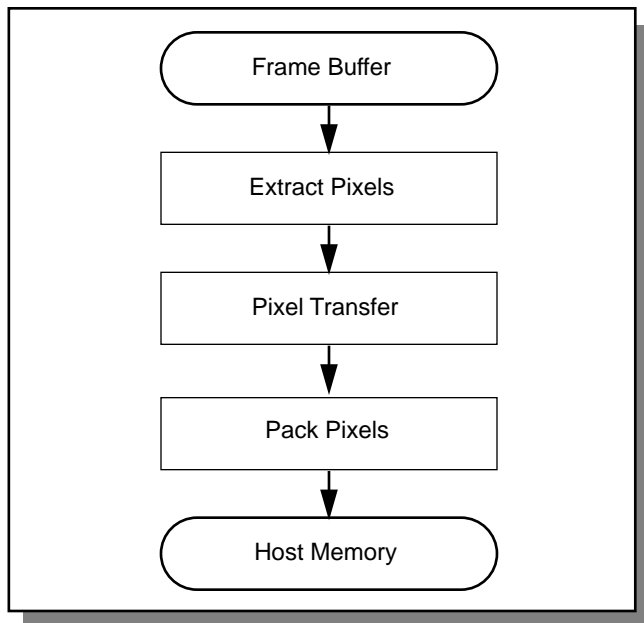 Frame Buffer
Extract Pixels
Pixel Transfer
Pack Pixels
Host Memory